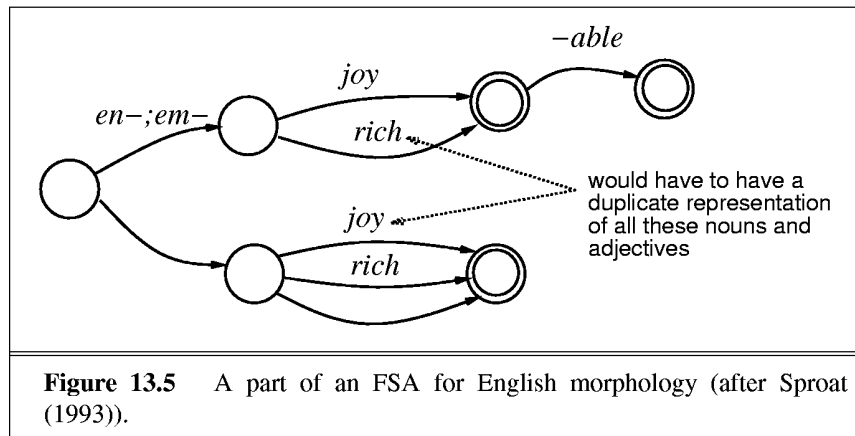 −able
joy
en−;em−
rich
would have to have a
duplicate representation
of all these nouns and
adjectives
joy
rich
Figure 13.5 A part of an FSA for English morphology (after Sproat
(1993)).